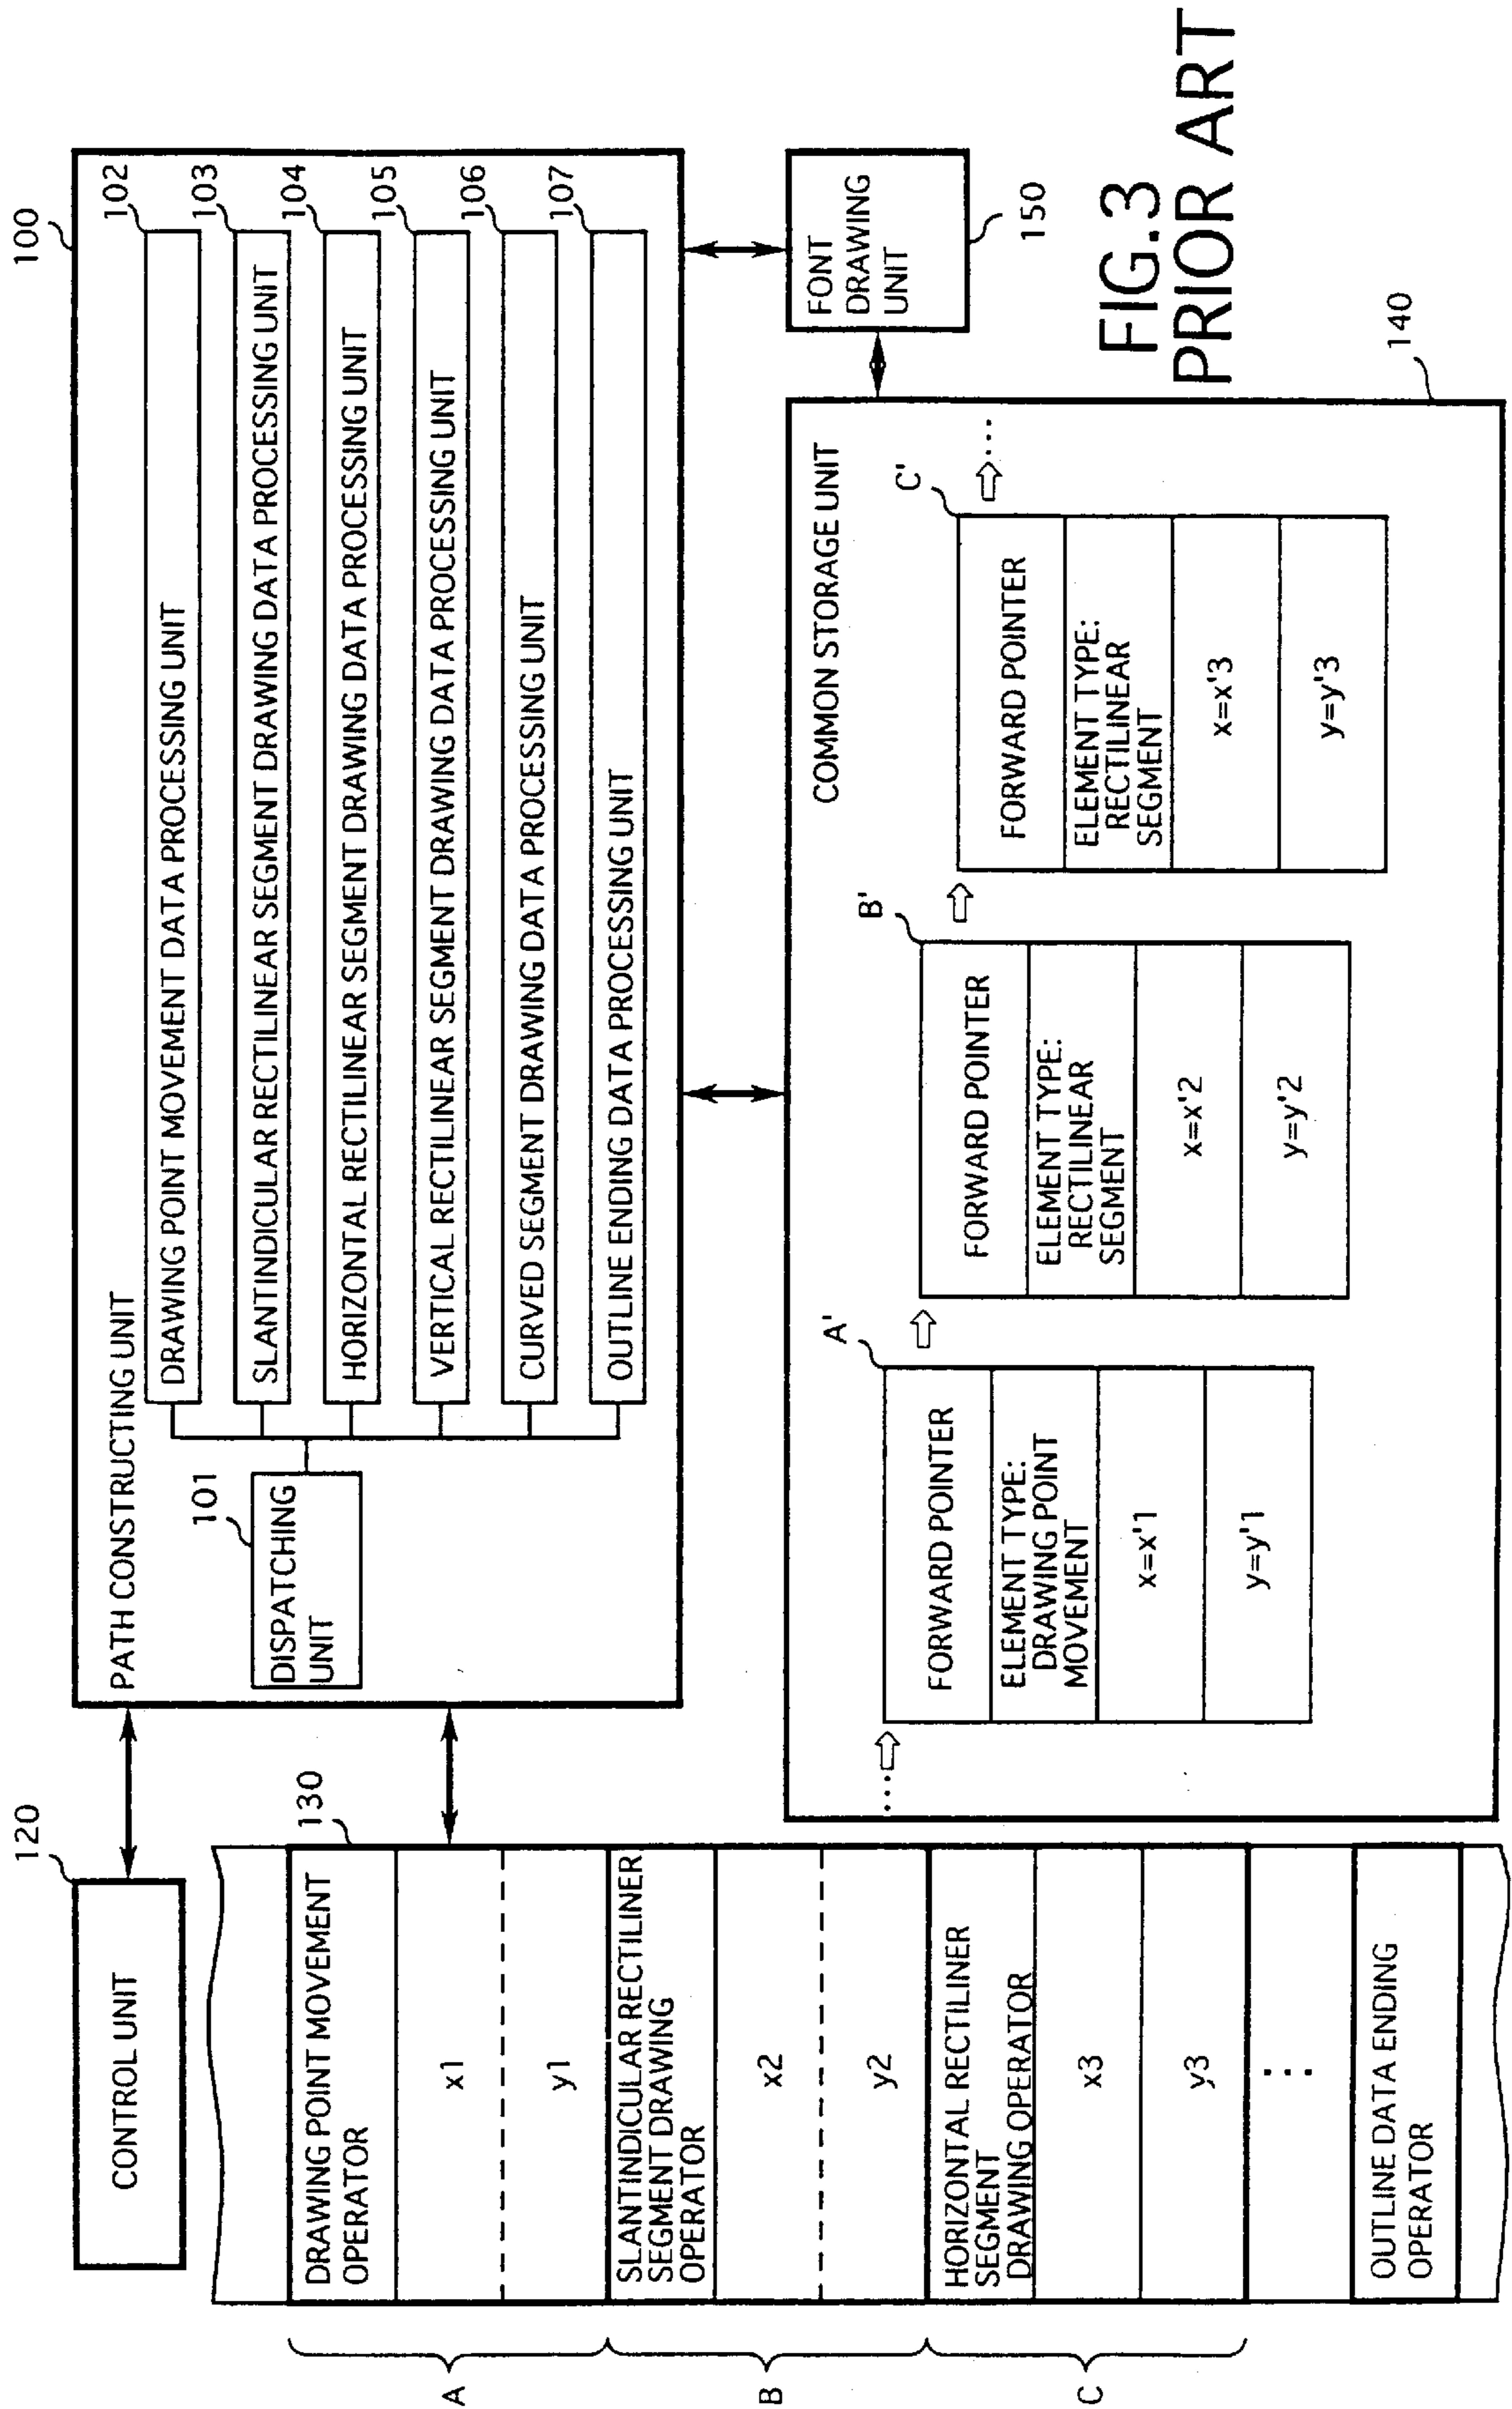 100
PATH CONSTRUCTING UNIT
101
DISPATCHING
UNIT
102
DRAWING POINT MOVEMENT DATA PROCESSING UNIT
103
SLANTINDICULAR RECTILINEAR SEGMENT DRAWING DATA PROCESSING UNIT
104
HORIZONTAL RECTILINEAR SEGMENT DRAWING DATA PROCESSING UNIT
105
VERTICAL RECTILINEAR SEGMENT DRAWING DATA PROCESSING UNIT
106
CURVED SEGMENT DRAWING DATA PROCESSING UNIT
107
OUTLINE ENDING DATA PROCESSING UNIT
120
CONTROL UNIT
130
DRAWING POINT MOVEMENT
OPERATOR
x1
y1
A
SLANTINDICULAR RECTILINER
SEGMENT DRAWING
OPERATOR
x2
y2
B
HORIZONTAL RECTILINER
SEGMENT
DRAWING OPERATOR
x3
y3
C
...
OUTLINE DATA ENDING
OPERATOR
FONT
DRAWING
UNIT
150
140
COMMON STORAGE UNIT
...
A'
FORWARD POINTER
ELEMENT TYPE:
DRAWING POINT
MOVEMENT
x=x'1
y=y'1
B'
FORWARD POINTER
ELEMENT TYPE:
RECTILINEAR
SEGMENT
x=x'2
y=y'2
C'
FORWARD POINTER
ELEMENT TYPE:
RECTILINEAR
SEGMENT
x=x'3
y=y'3
...
FIG.3
PRIOR ART